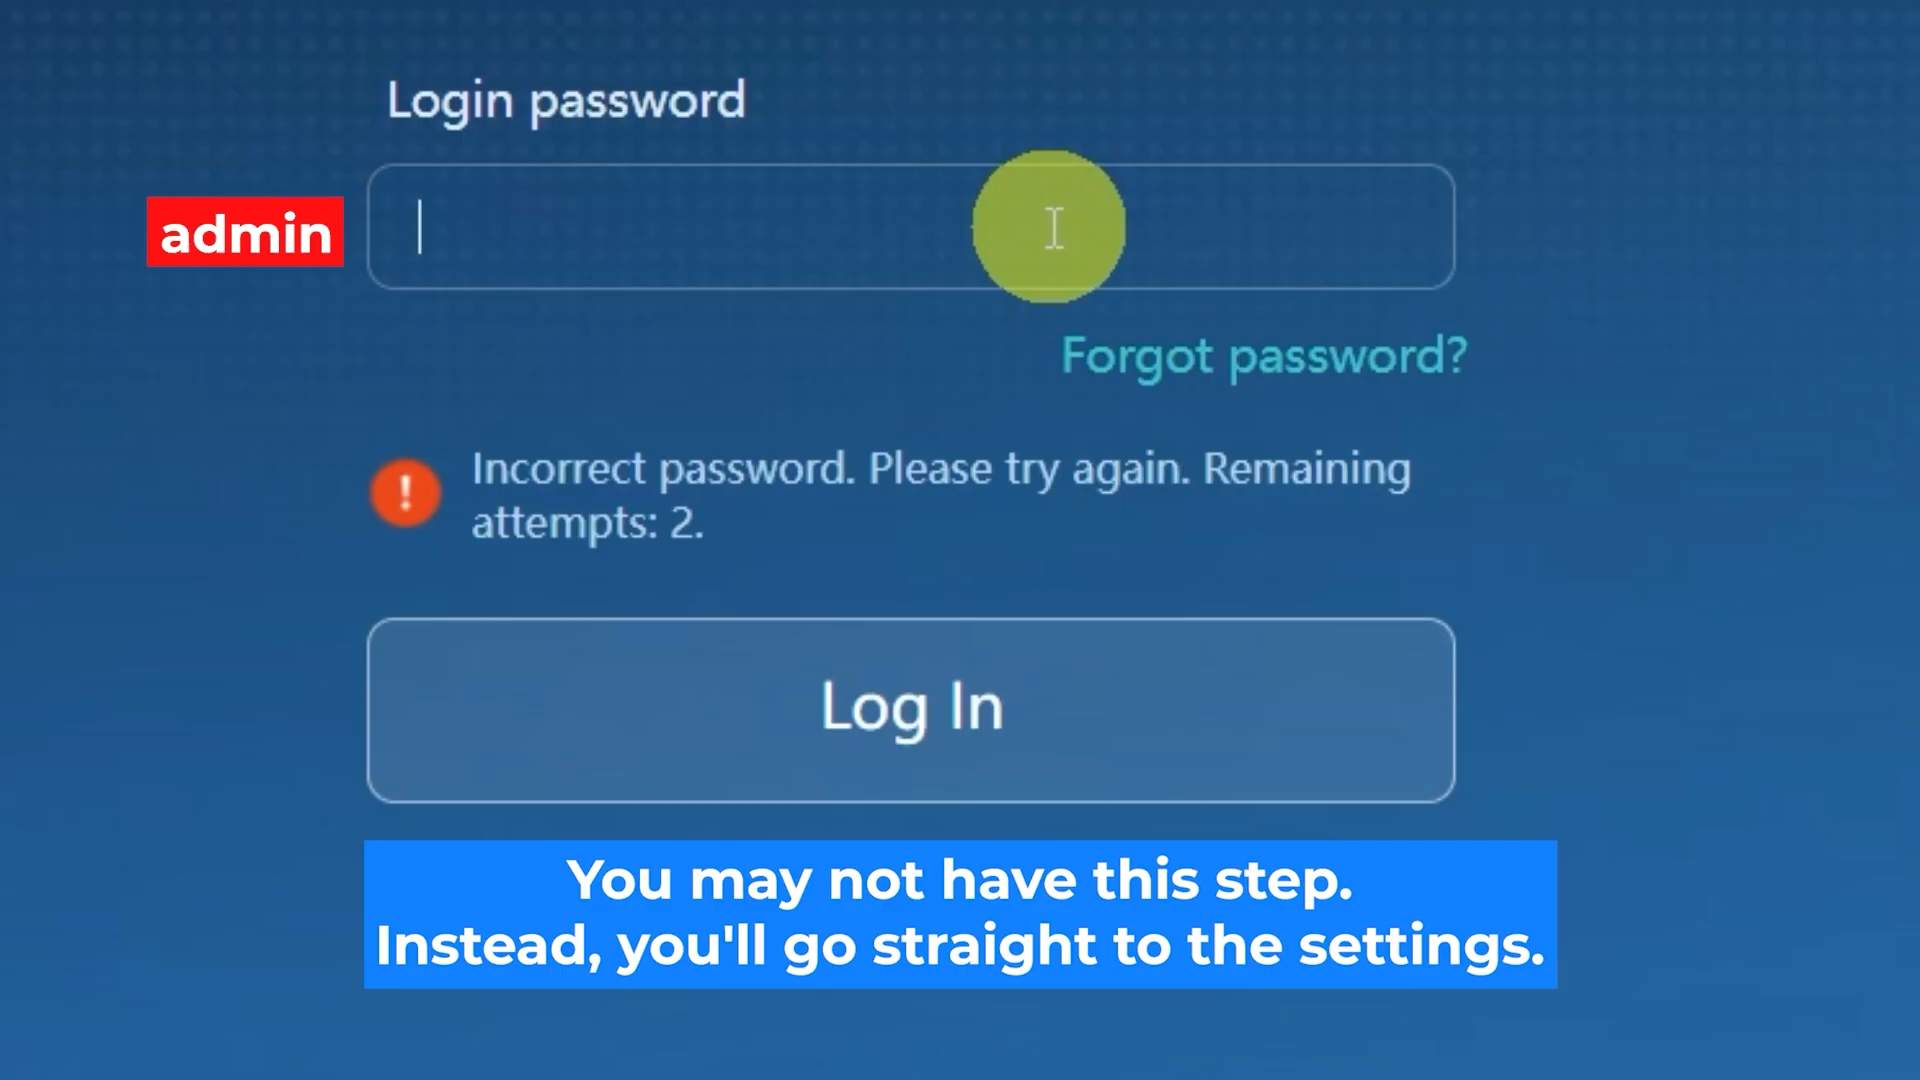 Login password
admin
Forgot password?
! Incorrect password. Please try again. Remaining
attempts: 2.
Log In
You may not have this step.
Instead, you'll go straight to the settings.